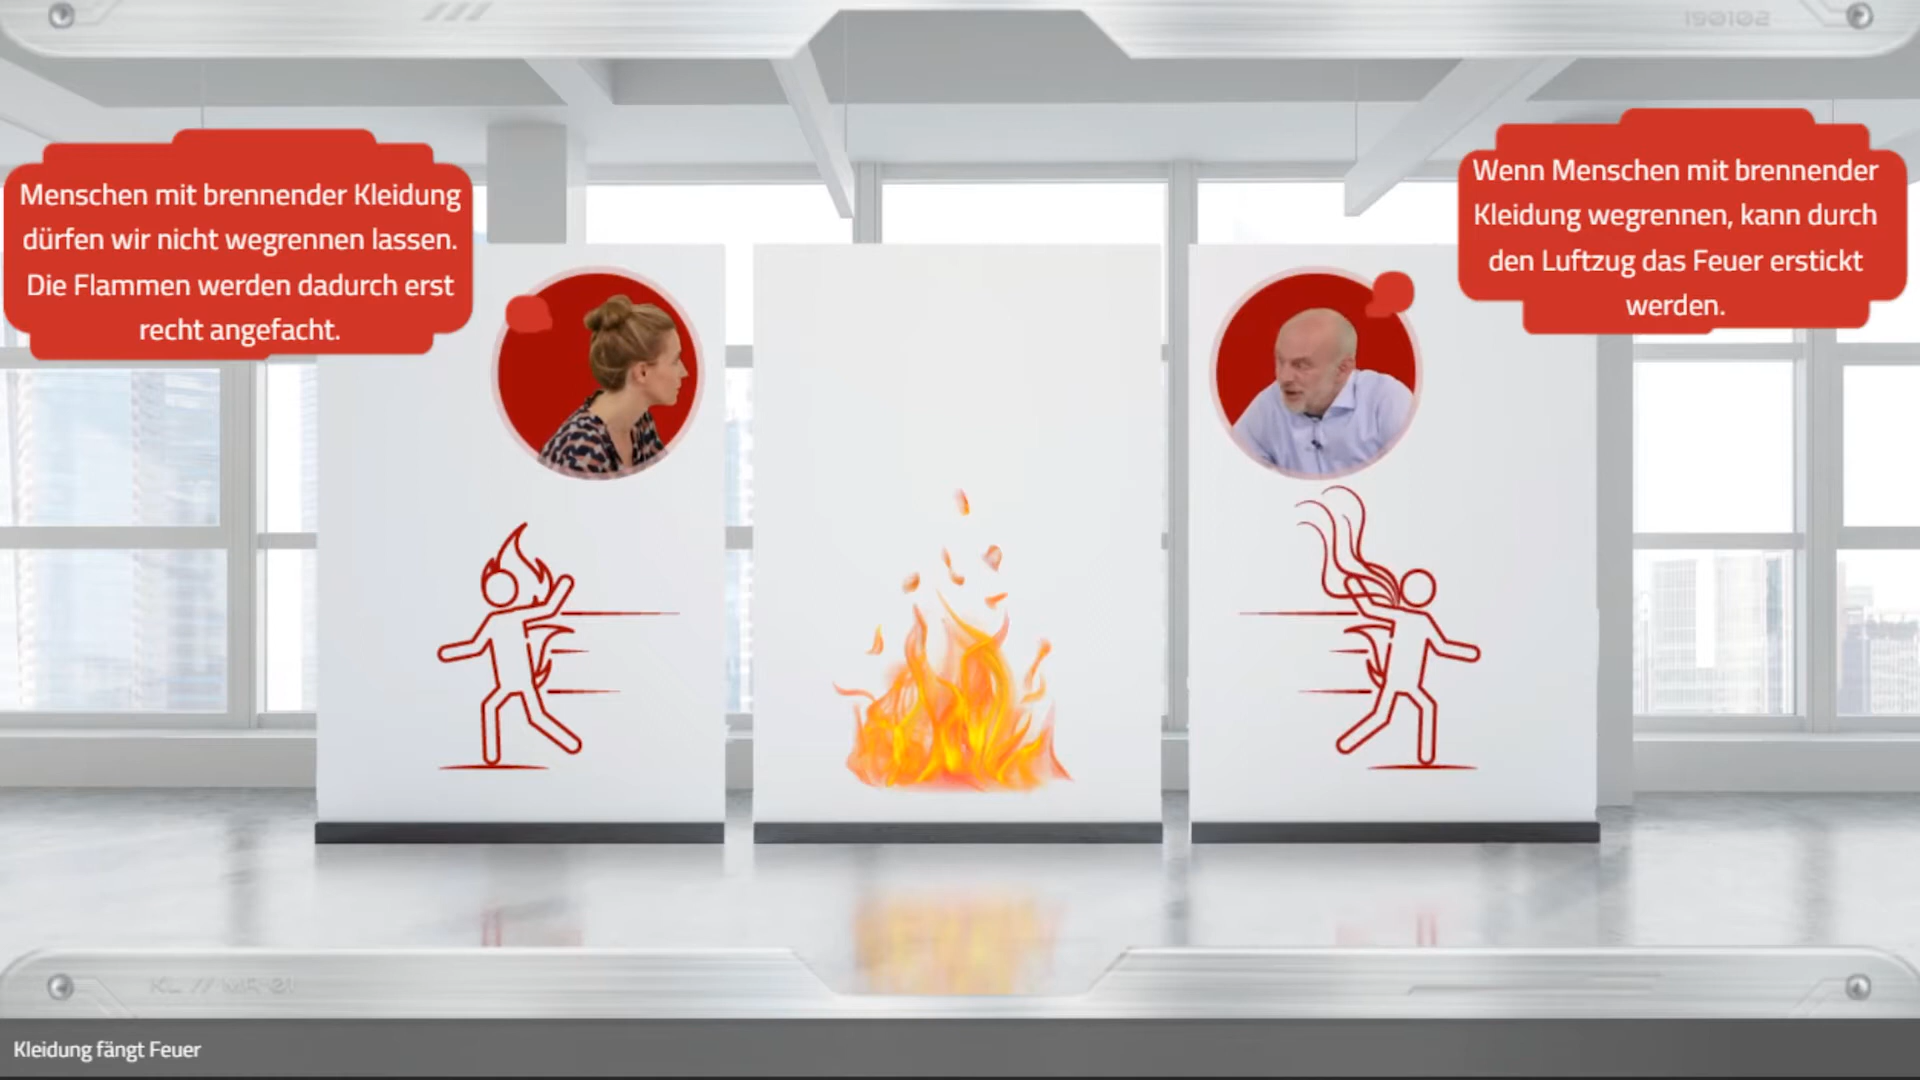 190102
Menschen mit brennender Kleidung
dürfen wir nicht wegrennen lassen.
Die Flammen werden dadurch erst
recht angefacht.
Wenn Menschen mit brennender
Kleidung wegrennen, kann durch
den Luftzug das Feuer erstickt
werden.
Kleidung fängt Feuer